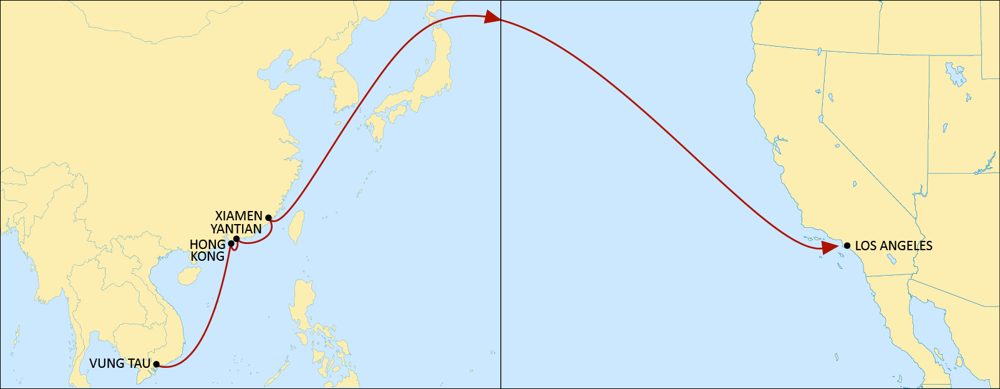 XIAMEN
YANTIAN
HONG
KONG
LOS ANGELES
VUNG TAU